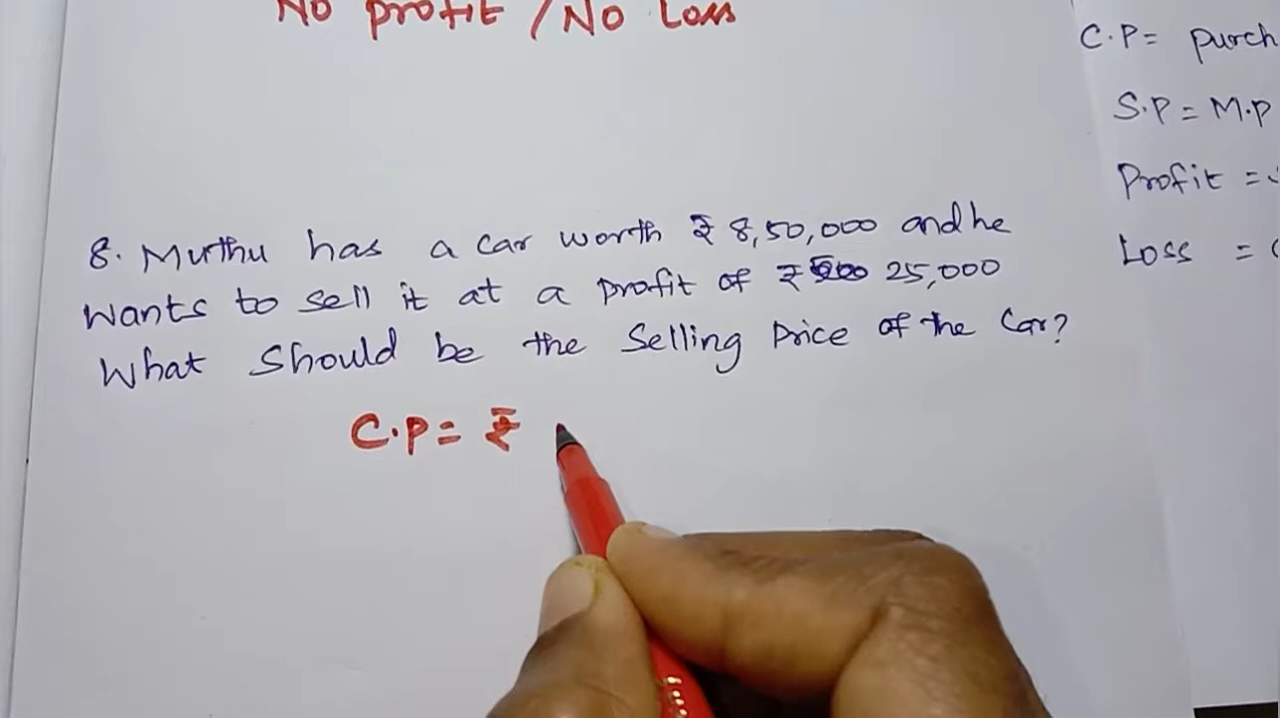 No profit / No Loss
C.P = purch
S.P = M.P
Profit =
Loss =
8. Muthu has a car worth ₹ 8,50,000 and he
wants to sell it at a profit of ₹ 25,000
What should be the selling price of the Car?
C.P = ₹